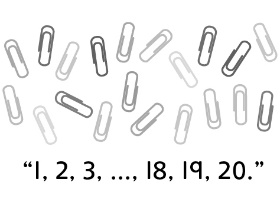 “1, 2, 3, ..., 18, 19, 20.”